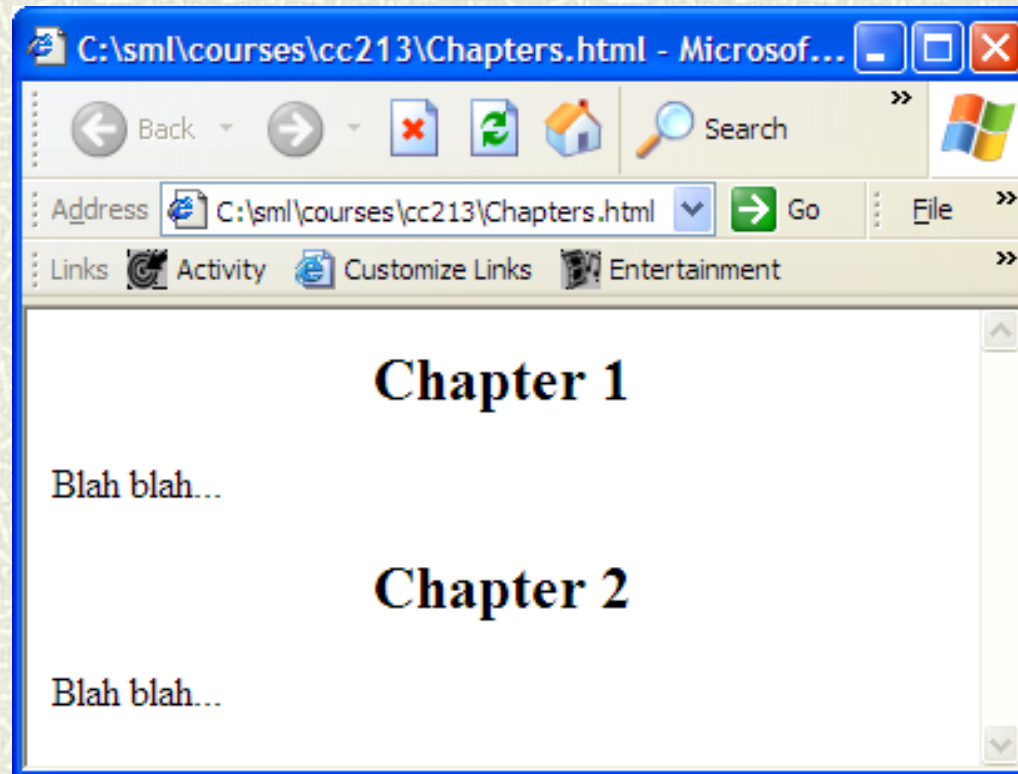 C:\sml\courses\cc213\Chapters.html - Microsof...
Back Search »
Address C:\sml\courses\cc213\Chapters.html Go File »
Links Activity Customize Links Entertainment »
Chapter 1
Blah blah...
Chapter 2
Blah blah...